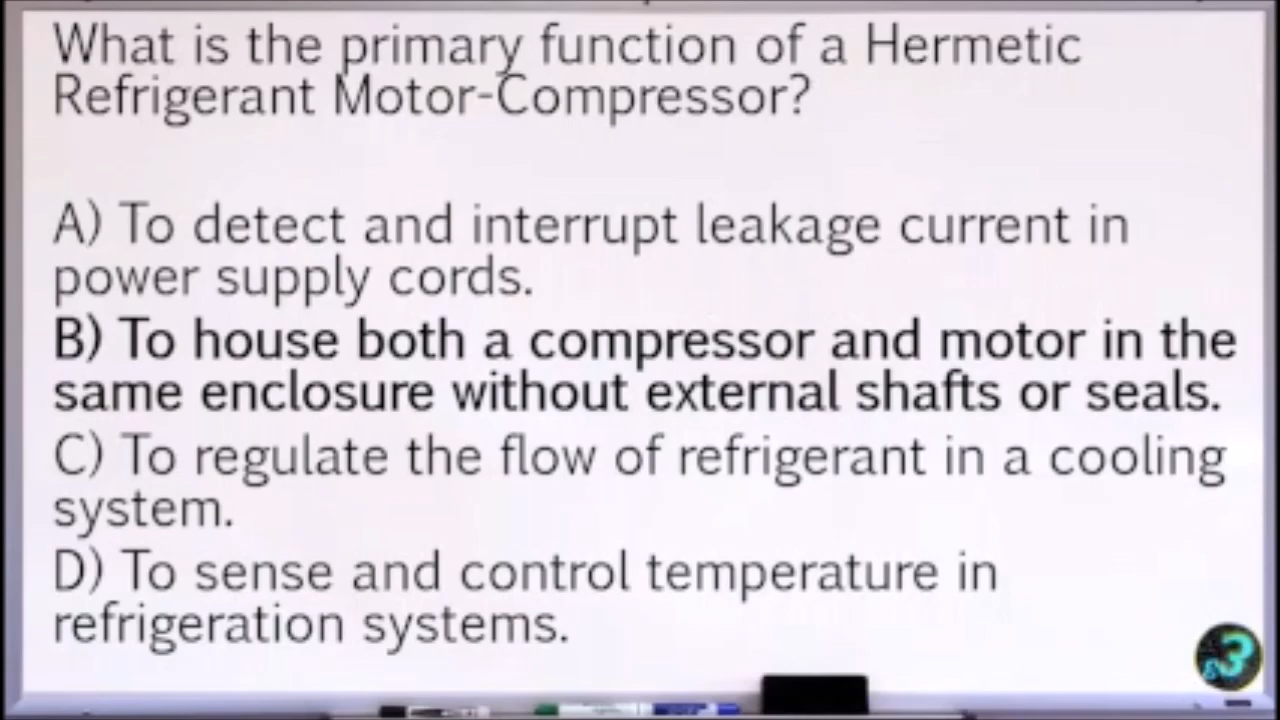 What is the primary function of a Hermetic
Refrigerant Motor-Compressor?
A) To detect and interrupt leakage current in
power supply cords.
B) To house both a compressor and motor in the
same enclosure without external shafts or seals.
C) To regulate the flow of refrigerant in a cooling
system.
D) To sense and control temperature in
refrigeration systems.
&3